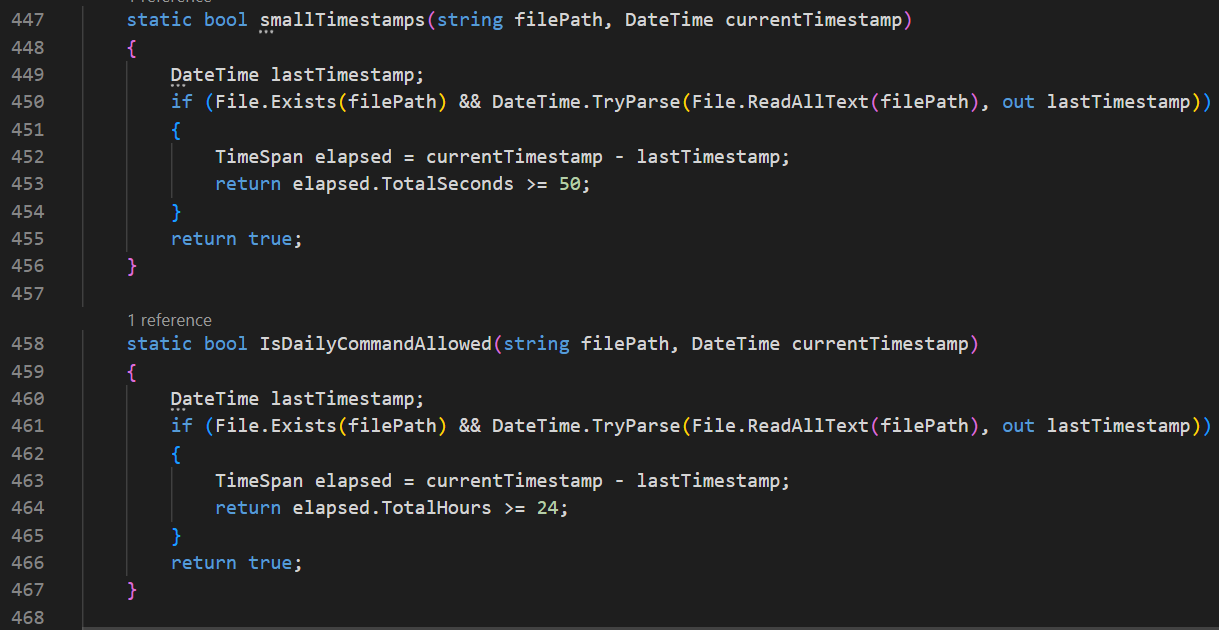 447 static bool smallTimestamps(string filePath, DateTime currentTimestamp)
448 {
449 DateTime lastTimestamp;
450 if (File.Exists(filePath) && DateTime.TryParse(File.ReadAllText(filePath), out lastTimestamp))
451 {
452 TimeSpan elapsed = currentTimestamp - lastTimestamp;
453 return elapsed.TotalSeconds >= 50;
454 }
455 return true;
456 }
457
1 reference
458 static bool IsDailyCommandAllowed(string filePath, DateTime currentTimestamp)
459 {
460 DateTime lastTimestamp;
461 if (File.Exists(filePath) && DateTime.TryParse(File.ReadAllText(filePath), out lastTimestamp))
462 {
463 TimeSpan elapsed = currentTimestamp - lastTimestamp;
464 return elapsed.TotalHours >= 24;
465 }
466 return true;
467 }
468